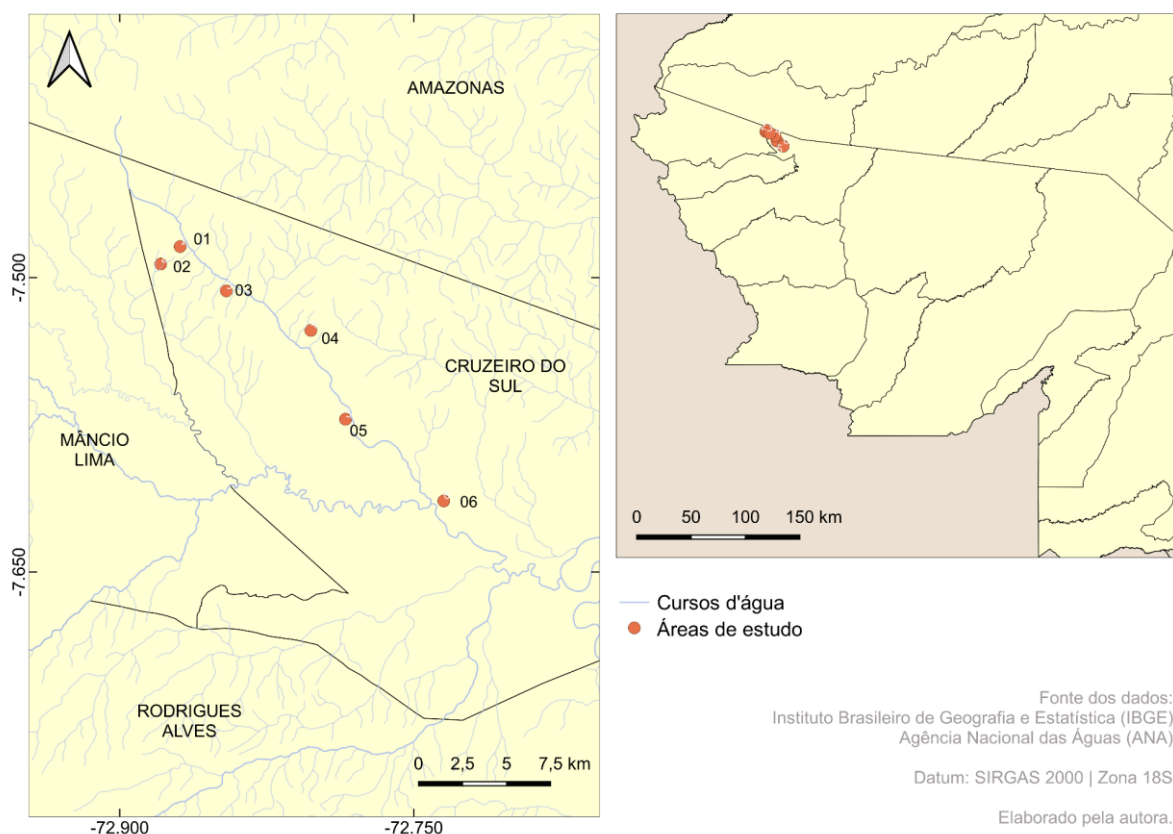 AMAZONAS
01
02
-7.500
03
04
CRUZEIRO DO
SUL
05
MÂNCIO
LIMA
06
-7.650
RODRIGUES
ALVES
0 2,5 5 7,5 km
-72.900 -72.750
0 50 100 150 km
Cursos d'água
Áreas de estudo
Fonte dos dados:
Instituto Brasileiro de Geografia e Estatística (IBGE)
Agência Nacional das Águas (ANA)
Datum: SIRGAS 2000 | Zona 18S
Elaborado pela autora.